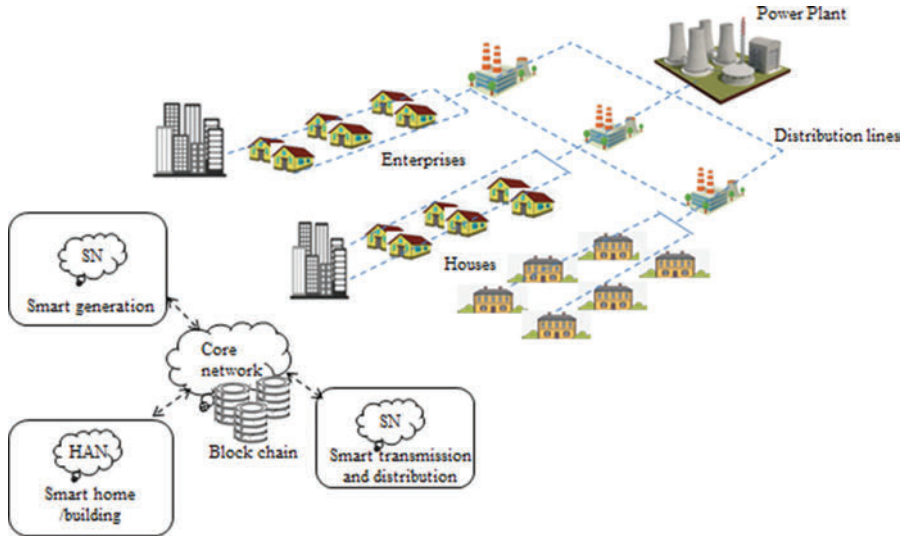 Power Plant
Distribution lines
Enterprises
Houses
SN
Smart generation
Core
network
Block chain
HAN
Smart home
/building
SN
Smart transmission
and distribution